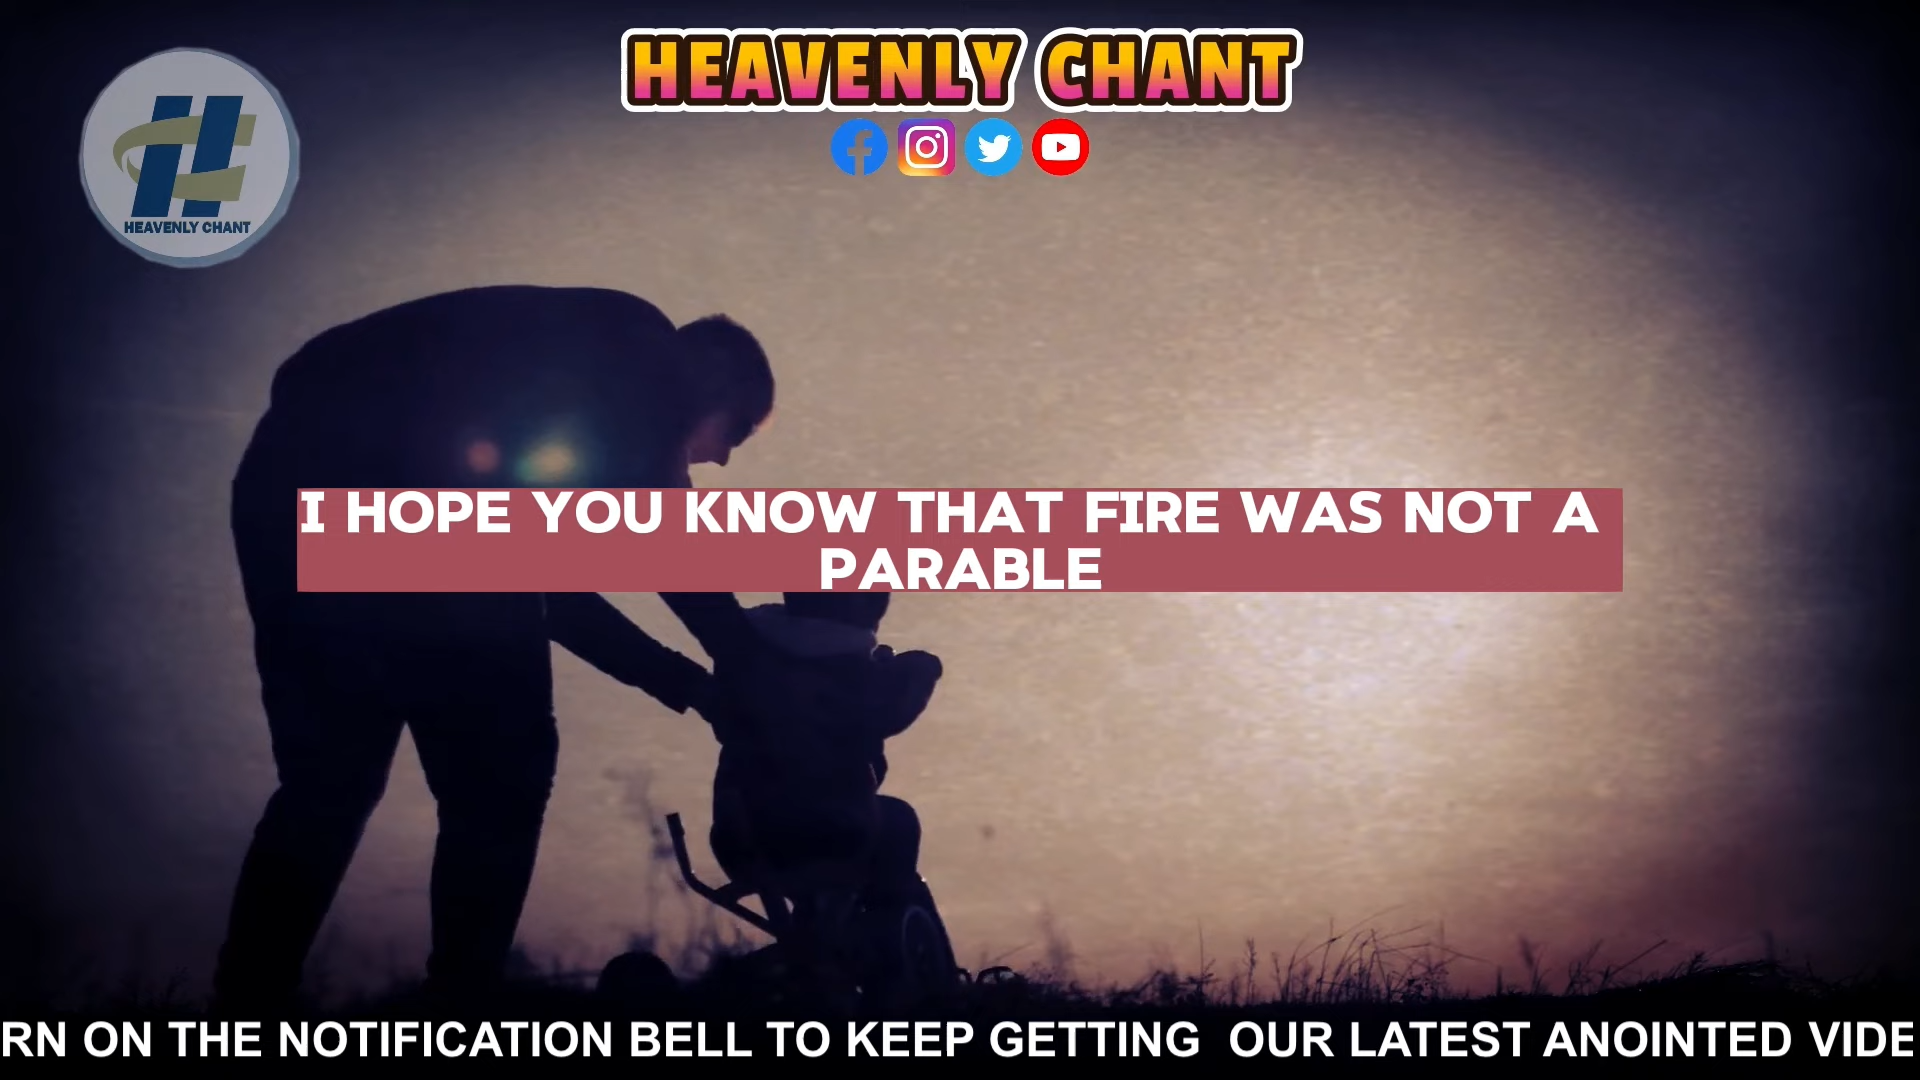 HEAVENLY CHANT
HEAVENLY CHANT
I HOPE YOU KNOW THAT FIRE WAS NOT A
PARABLE
RN ON THE NOTIFICATION BELL TO KEEP GETTING OUR LATEST ANOINTED VIDE